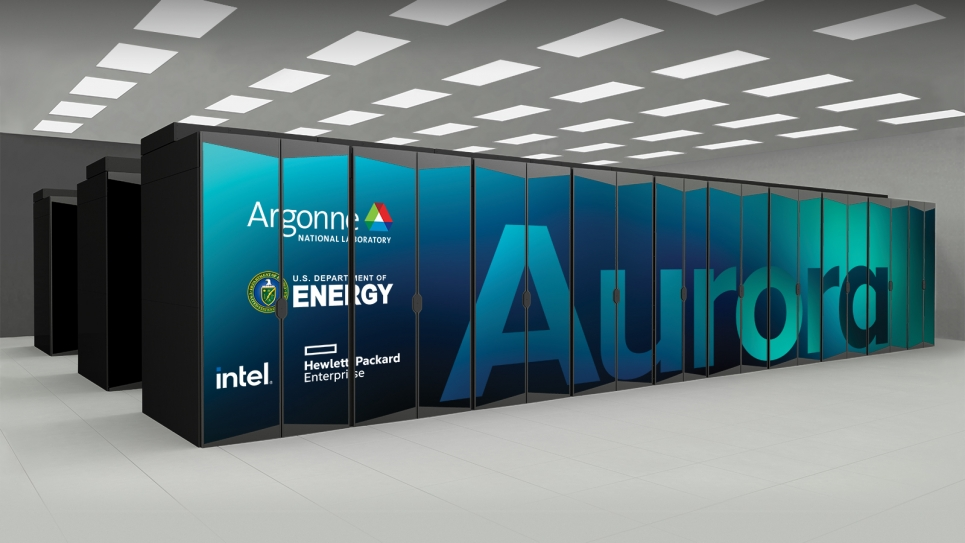 Argonne
NATIONAL LABORATORY
U.S. DEPARTMENT OF
ENERGY
intel.
Hewlett Packard
Enterprise
Aurora